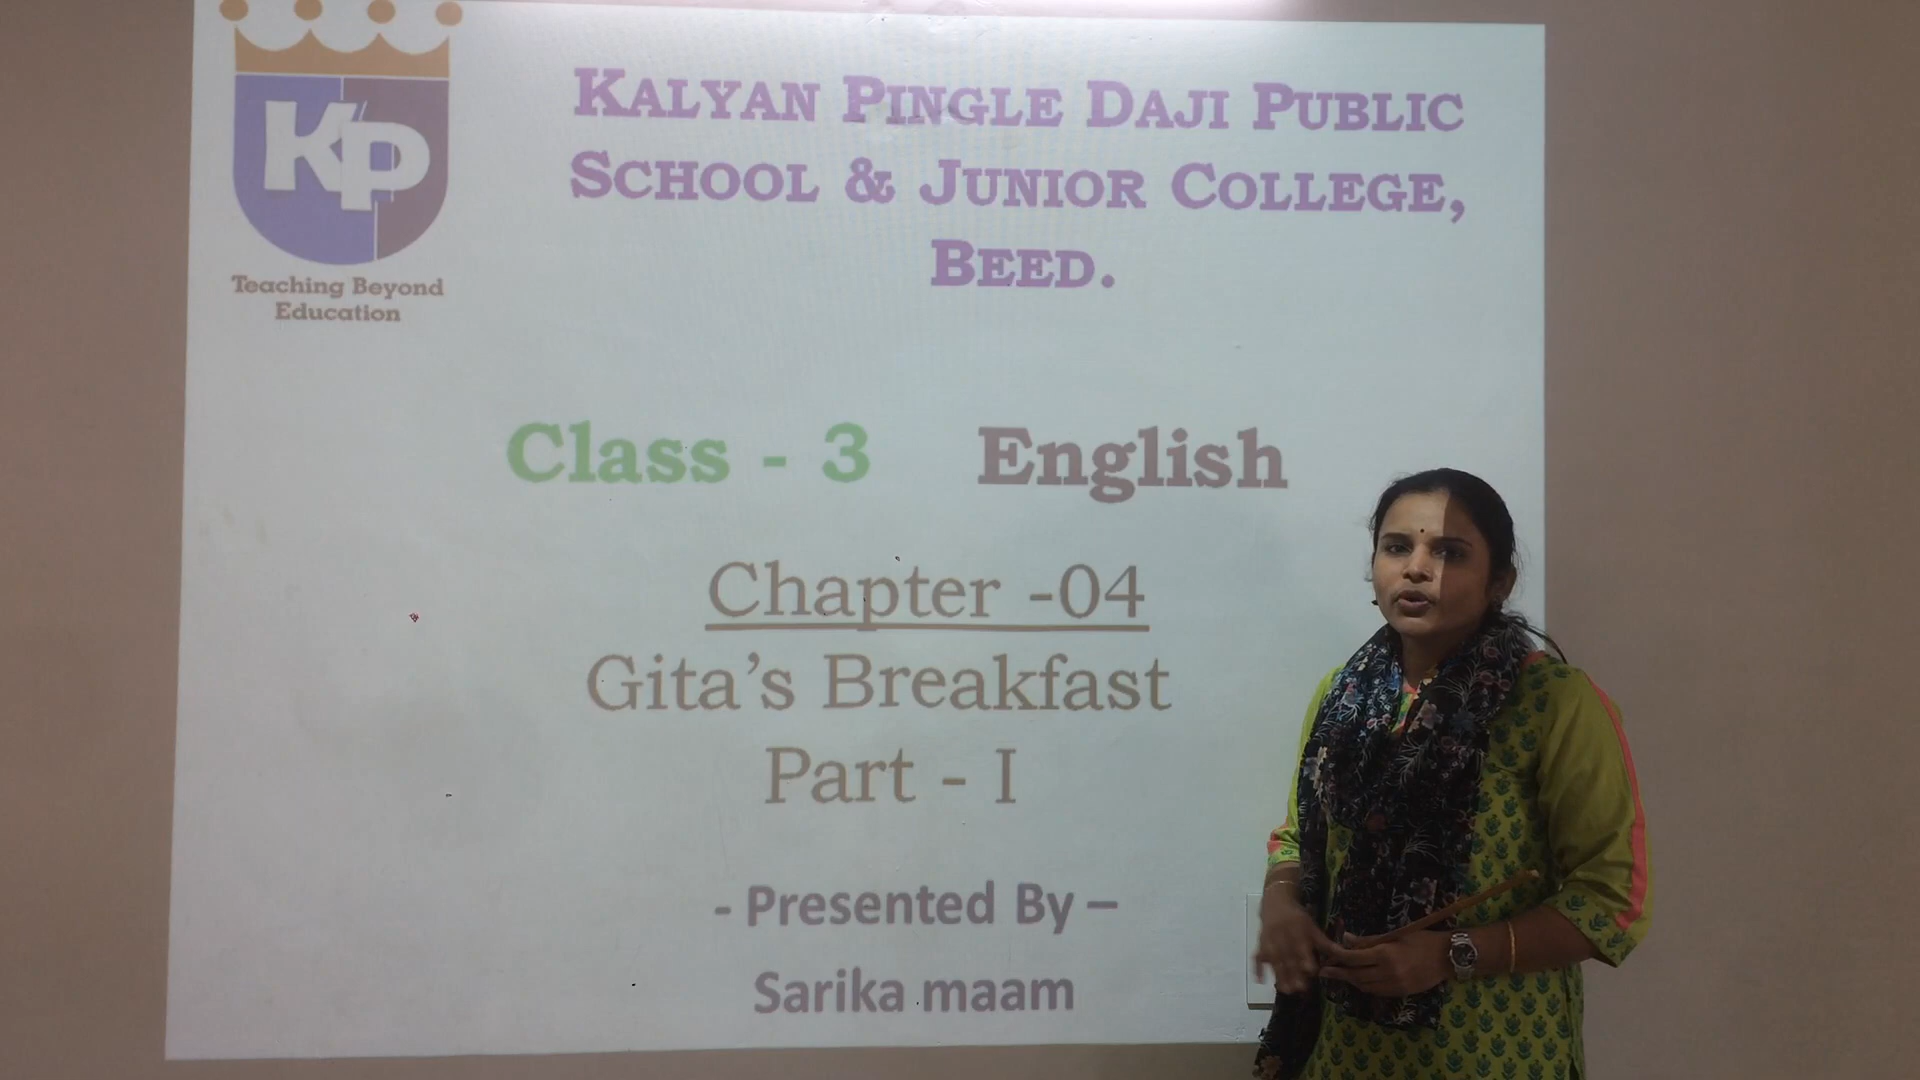 KP
Teaching Beyond
Education
KALYAN PINGLE DAJI PUBLIC
SCHOOL & JUNIOR COLLEGE,
BEED.
Class - 3 English
Chapter -04
Gita's Breakfast
Part - I
- Presented By –
Sarika maam